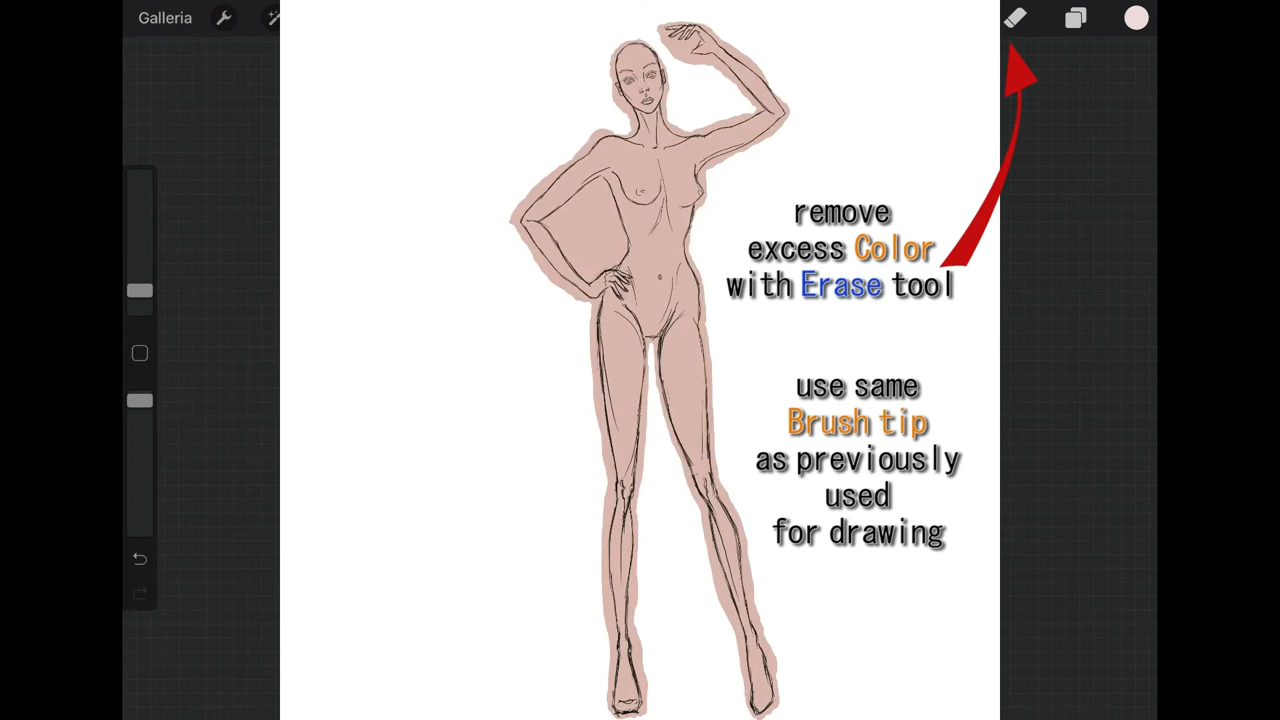 Galleria
remove
excess Color
with Erase tool
use same
Brush tip
as previously
used
for drawing